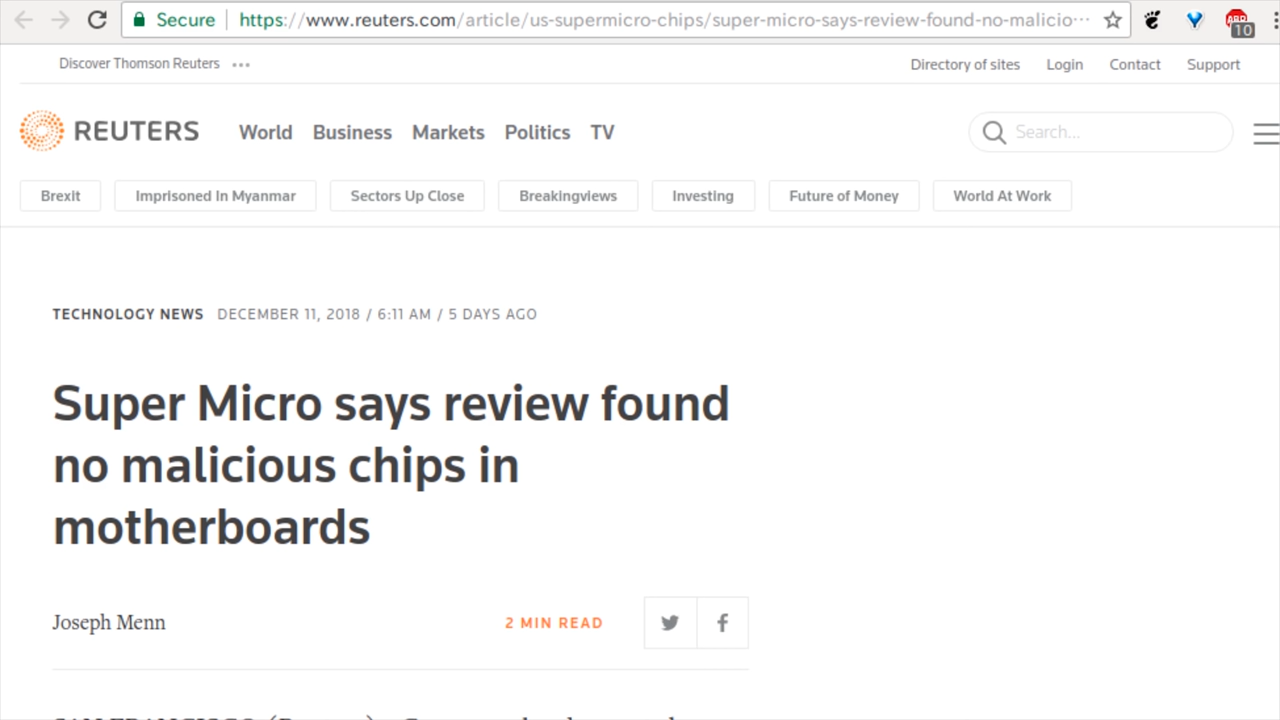 Secure https://www.reuters.com/article/us-supermicro-chips/super-micro-says-review-found-no-malicio···
ABP
10
Discover Thomson Reuters
Directory of sites Login Contact Support
REUTERS World Business Markets Politics TV Search...
Brexit Imprisoned In Myanmar Sectors Up Close Breakingviews Investing Future of Money World At Work
TECHNOLOGY NEWS DECEMBER 11, 2018 / 6:11 AM / 5 DAYS AGO
Super Micro says review found
no malicious chips in
motherboards
Joseph Menn 2 MIN READ